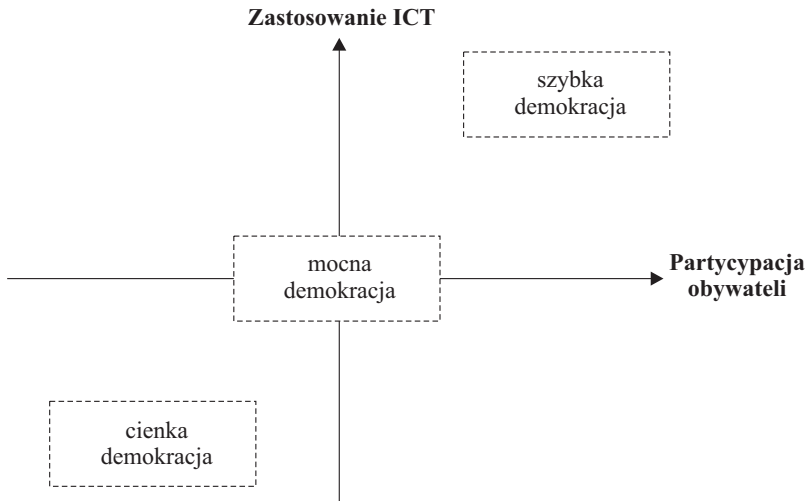 Zastosowanie ICT
szybka
demokracja
mocna
demokracja
Partycypacja
obywateli
cienka
demokracja